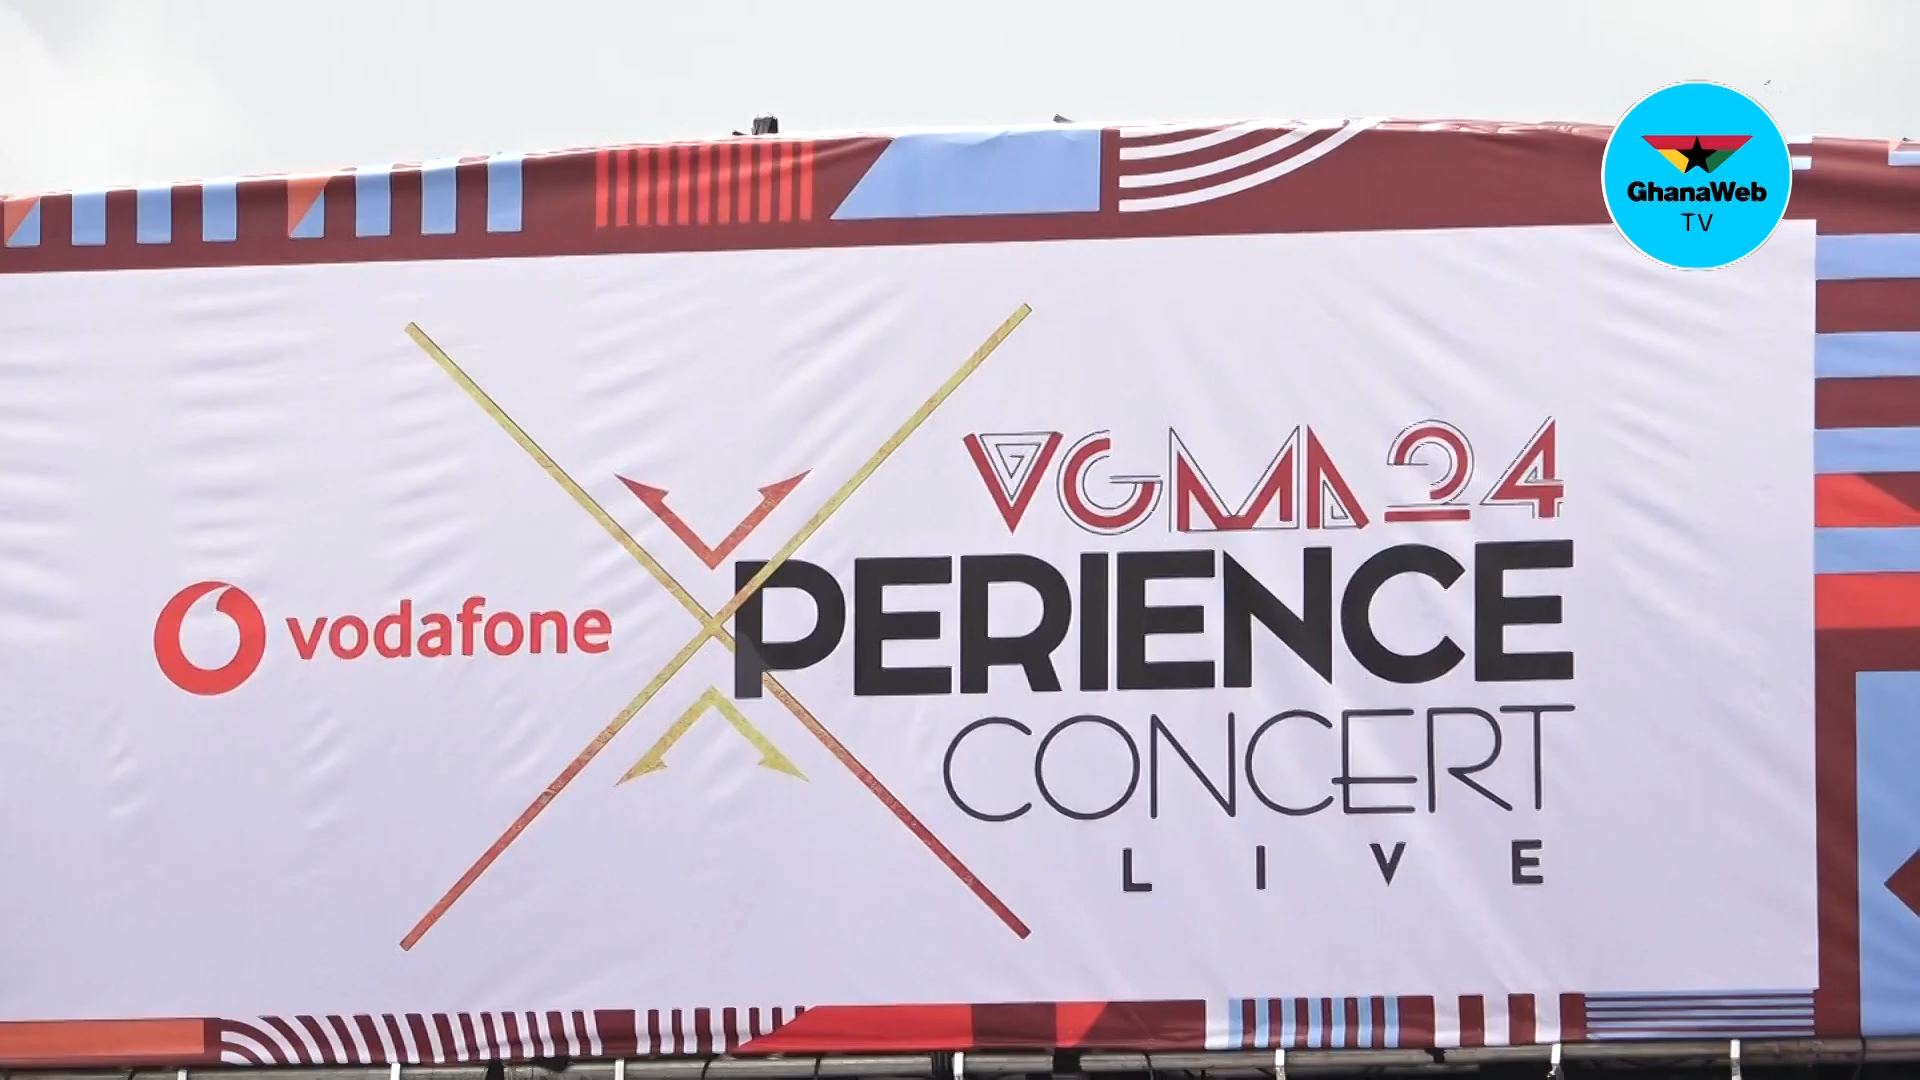 GhanaWeb
TV
VGMA 24
vodafone XPERIENCE
CONCERT
LIVE